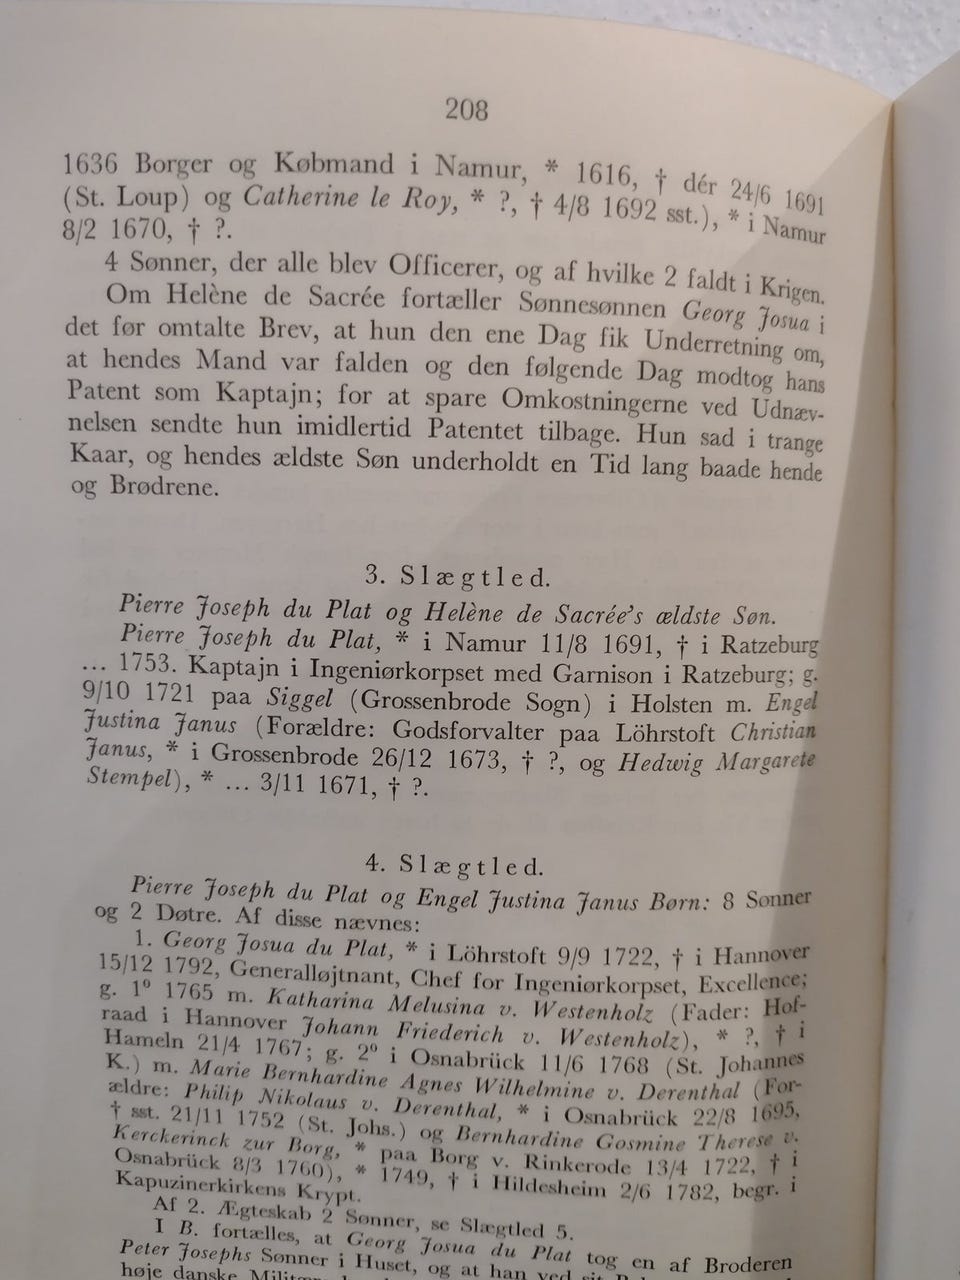 208
1636 Borger og Købmand i Namur, * 1616, † dér 24/6 1691
(St. Loup) og Catherine le Roy, * ?, † 4/8 1692 sst.), * i Namur
8/2 1670, † ?.
4 Sønner, der alle blev Officerer, og af hvilke 2 faldt i Krigen.
Om Helène de Sacrée fortæller Sønnesønnen Georg Josua i
det før omtalte Brev, at hun den ene Dag fik Underretning om,
at hendes Mand var falden og den følgende Dag modtog hans
Patent som Kaptajn; for at spare Omkostningerne ved Udnæv-
nelsen sendte hun imidlertid Patentet tilbage. Hun sad i trange
Kaar, og hendes ældste Søn underholdt en Tid lang baade hende
og Brødrene.
3. Slægtled.
Pierre Joseph du Plat og Helène de Sacrée's ældste Søn.
Pierre Joseph du Plat, * i Namur 11/8 1691, † i Ratzeburg
... 1753. Kaptajn i Ingeniørkorpset med Garnison i Ratzeburg; g.
9/10 1721 paa Siggel (Grossenbrode Sogn) i Holsten m. Engel
Justina Janus (Forældre: Godsforvalter paa Löhrstoft Christian
Janus, * i Grossenbrode 26/12 1673, † ?, og Hedwig Margarete
Stempel), * ... 3/11 1671, † ?.
4. Slægtled.
Pierre Joseph du Plat og Engel Justina Janus Børn: 8 Sønner
og 2 Døtre. Af disse nævnes:
1. Georg Josua du Plat, * i Löhrstoft 9/9 1722, † i Hannover
15/12 1792, Generalløjtnant, Chef for Ingeniørkorpset, Excellence;
g. 1° 1765 m. Katharina Melusina v. Westenholz (Fader: Hof-
raad i Hannover Johann Friederich v. Westenholz), * ?, † i
Hameln 21/4 1767; g. 2° i Osnabrück 11/6 1768 (St. Johannes
K.) m. Marie Bernhardine Agnes Wilhelmine v. Derenthal (For-
ældre: Philip Nikolaus v. Derenthal, * i Osnabrück 22/8 1695,
† sst. 21/11 1752 (St. Johs.) og Bernhardine Gosmine Therese v.
Kerckerinck zur Borg, * paa Borg v. Rinkerode 13/4 1722, † i
Osnabrück 8/3 1760), * 1749, † i Hildesheim 2/6 1782, begr. i
Kapuzinerkirkens Krypt.
Af 2. Ægteskab 2 Sønner, se Slægtled 5.
I B. fortælles, at Georg Josua du Plat tog en af Broderen
Peter Josephs Sønner i Huset, og at han ved sit
høje danske